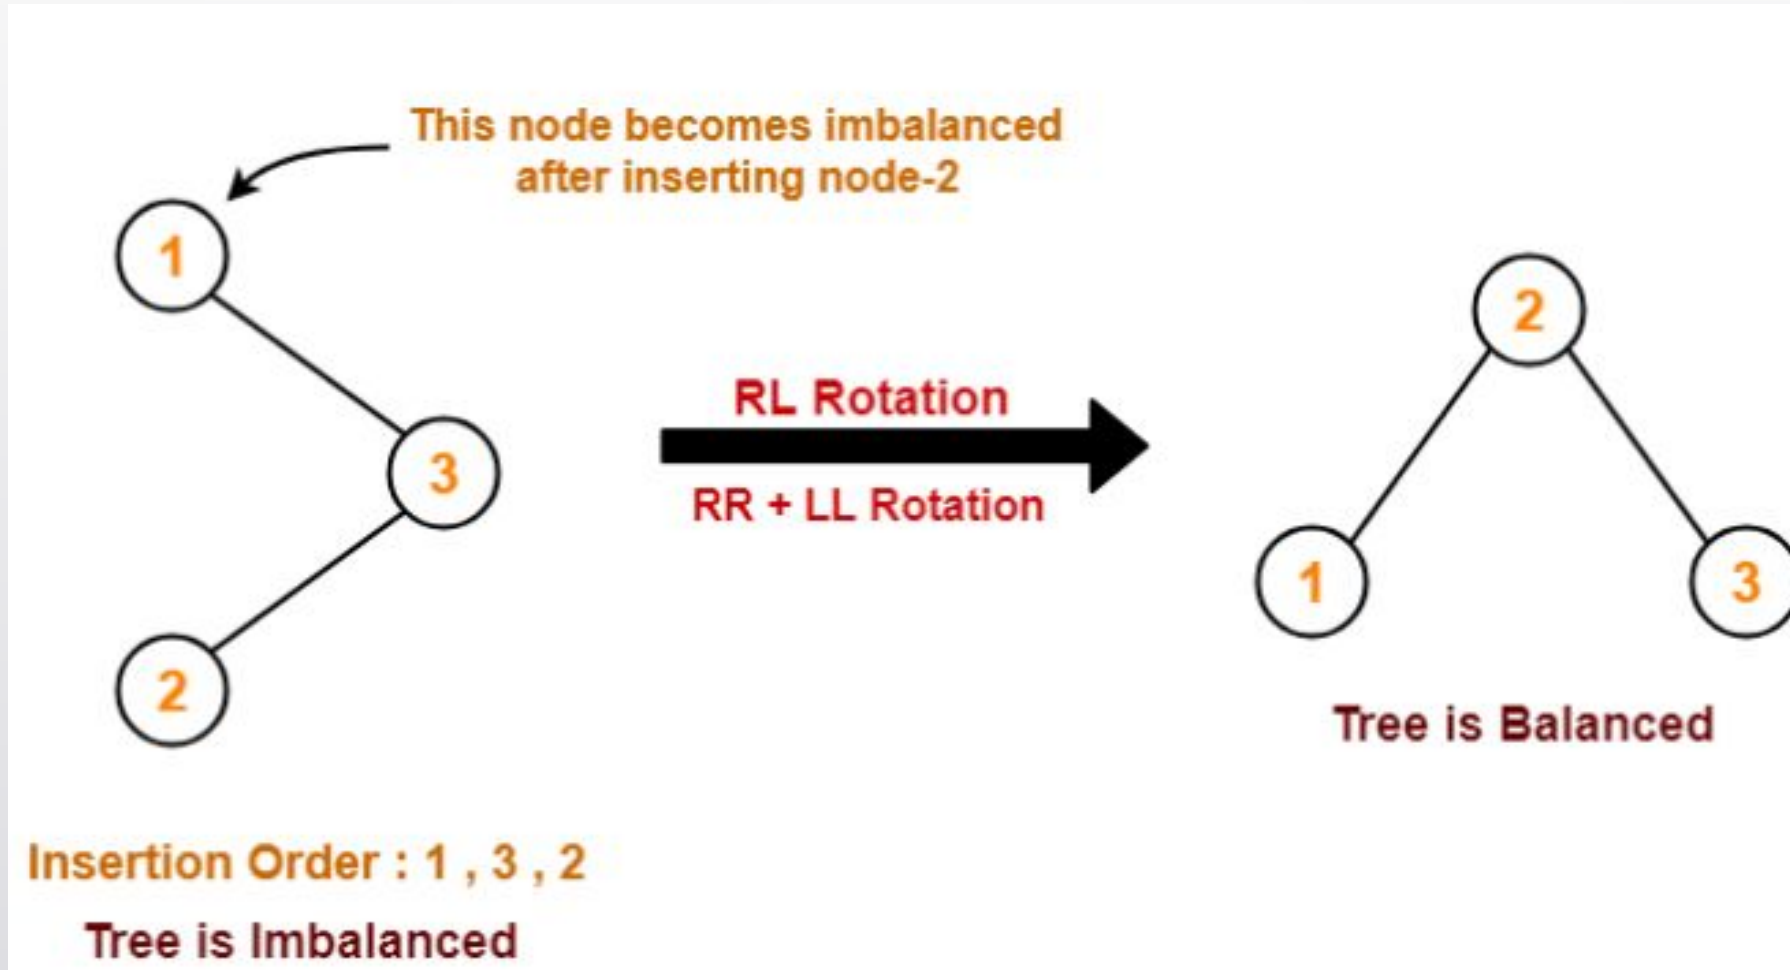 This node becomes imbalanced
after inserting node-2
1
3
2
RL Rotation
RR + LL Rotation
2
1
3
Tree is Balanced
Insertion Order : 1 , 3 , 2
Tree is Imbalanced